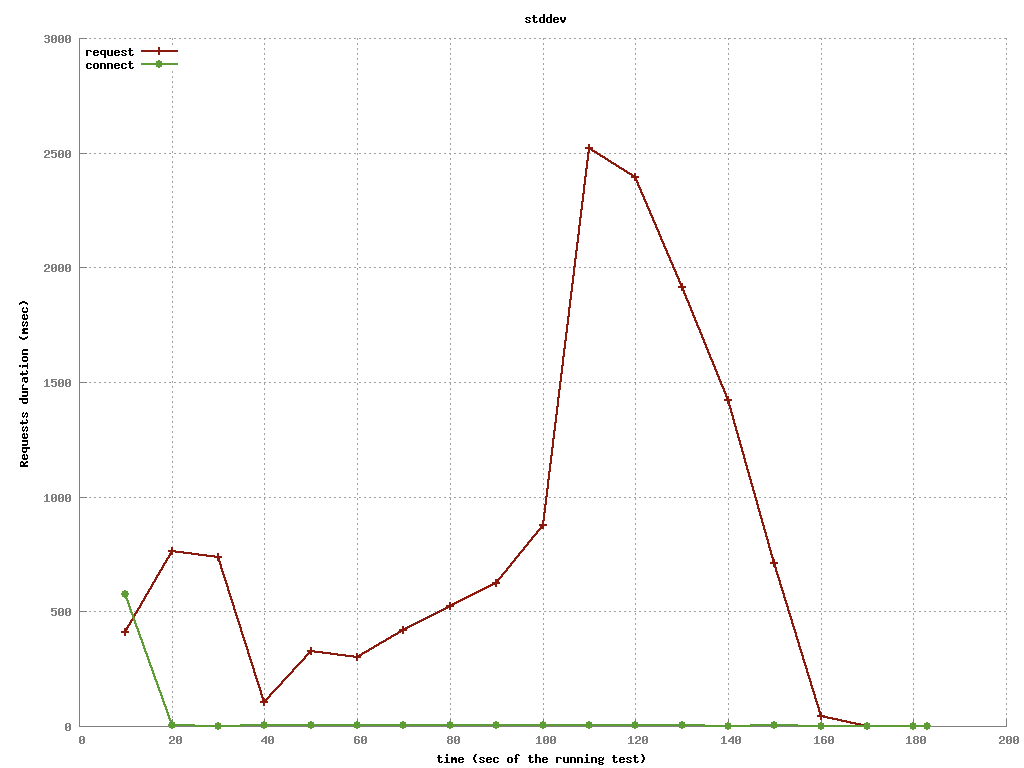 stddev
3000
request
connect
2500
2000
1500
1000
500
0
Requests duration (msec)
0 20 40 60 80 100 120 140 160 180 200
time (sec of the running test)